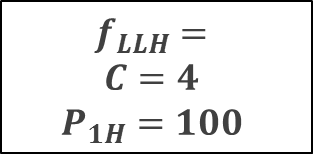 f_LLH =
C = 4
P_1H = 100